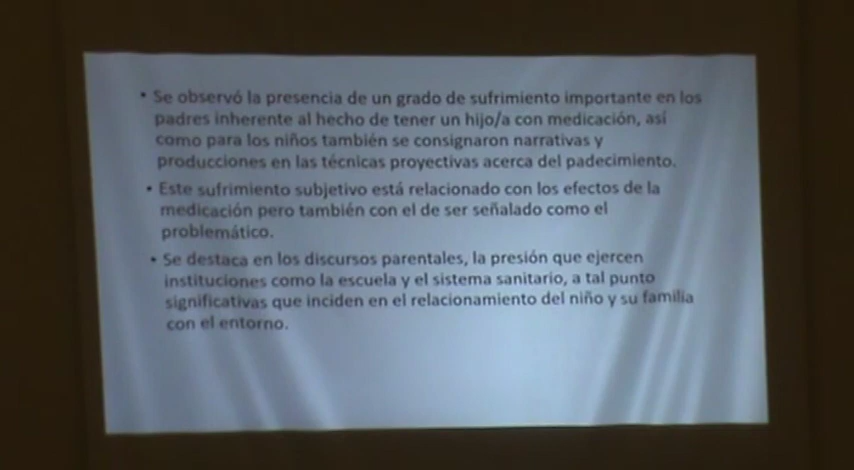 • Se observó la presencia de un grado de sufrimiento importante en los
padres inherente al hecho de tener un hijo/a con medicación, así
como para los niños también se consignaron narrativas y
producciones en las técnicas proyectivas acerca del padecimiento.
• Este sufrimiento subjetivo está relacionado con los efectos de la
medicación pero también con el de ser señalado como el
problemático.
• Se destaca en los discursos parentales, la presión que ejercen
instituciones como la escuela y el sistema sanitario, a tal punto
significativas que inciden en el relacionamiento del niño y su familia
con el entorno.